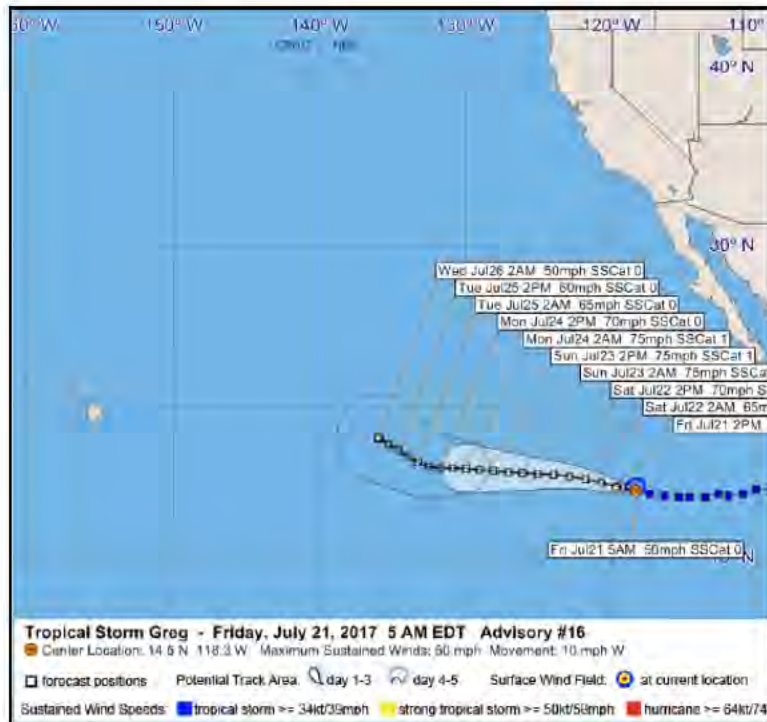 150° W 140° W 130° W 120° W 110°
40° N
30° N
Wed Jul26 2AM 50mph SSCat 0
Tue Jul25 2PM 60mph SSCat 0
Tue Jul25 2AM 65mph SSCat 0
Mon Jul24 2PM 70mph SSCat 0
Mon Jul24 2AM 75mph SSCat 1
Sun Jul23 2PM 75mph SSCat 1
Sun Jul23 2AM 75mph SSCa
Sat Jul22 2PM 70mph S
Sat Jul22 2AM 65m
Fri Jul21 2PM
Fri Jul21 5AM mph SSCat 0
Tropical Storm Greg - Friday, July 21, 2017 5 AM EDT Advisory #16
Center Location: N W Maximum Sustained Winds: mph Movement: 10 mph W
forecast positions Potential Track Area: day 1-3 day 4-5 Surface Wind Field: at current location
Sustained Wind Speeds: tropical storm >= 34kt/39mph strong tropical storm >= 50kt/58mph hurricane >= 64kt/74